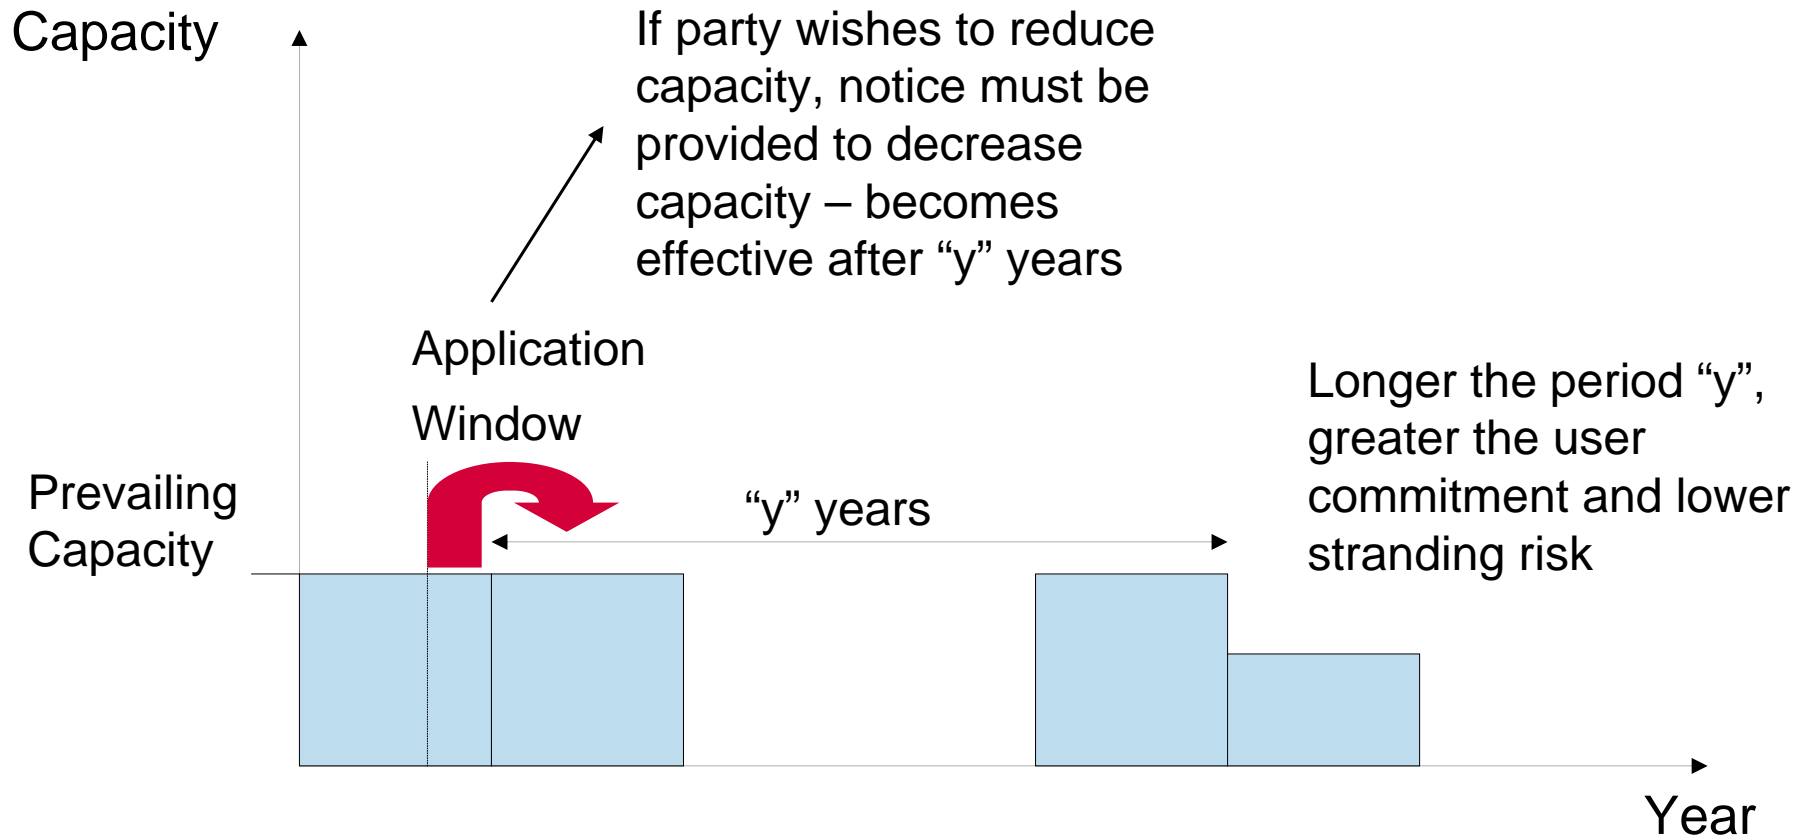 Capacity
If party wishes to reduce
capacity, notice must be
provided to decrease
capacity – becomes
effective after “y” years
Application
Window
Longer the period “y”,
greater the user
commitment and lower
stranding risk
Prevailing
Capacity
“y” years
Year